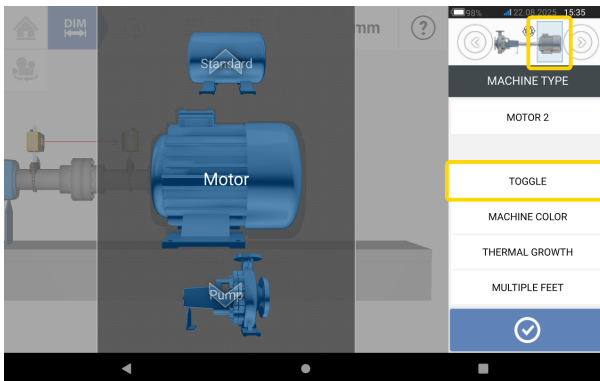 98% 22.08.2025 15:35
DIM
mm
?
Standard
Motor
Pump
MACHINE TYPE
MOTOR 2
TOGGLE
MACHINE COLOR
THERMAL GROWTH
MULTIPLE FEET